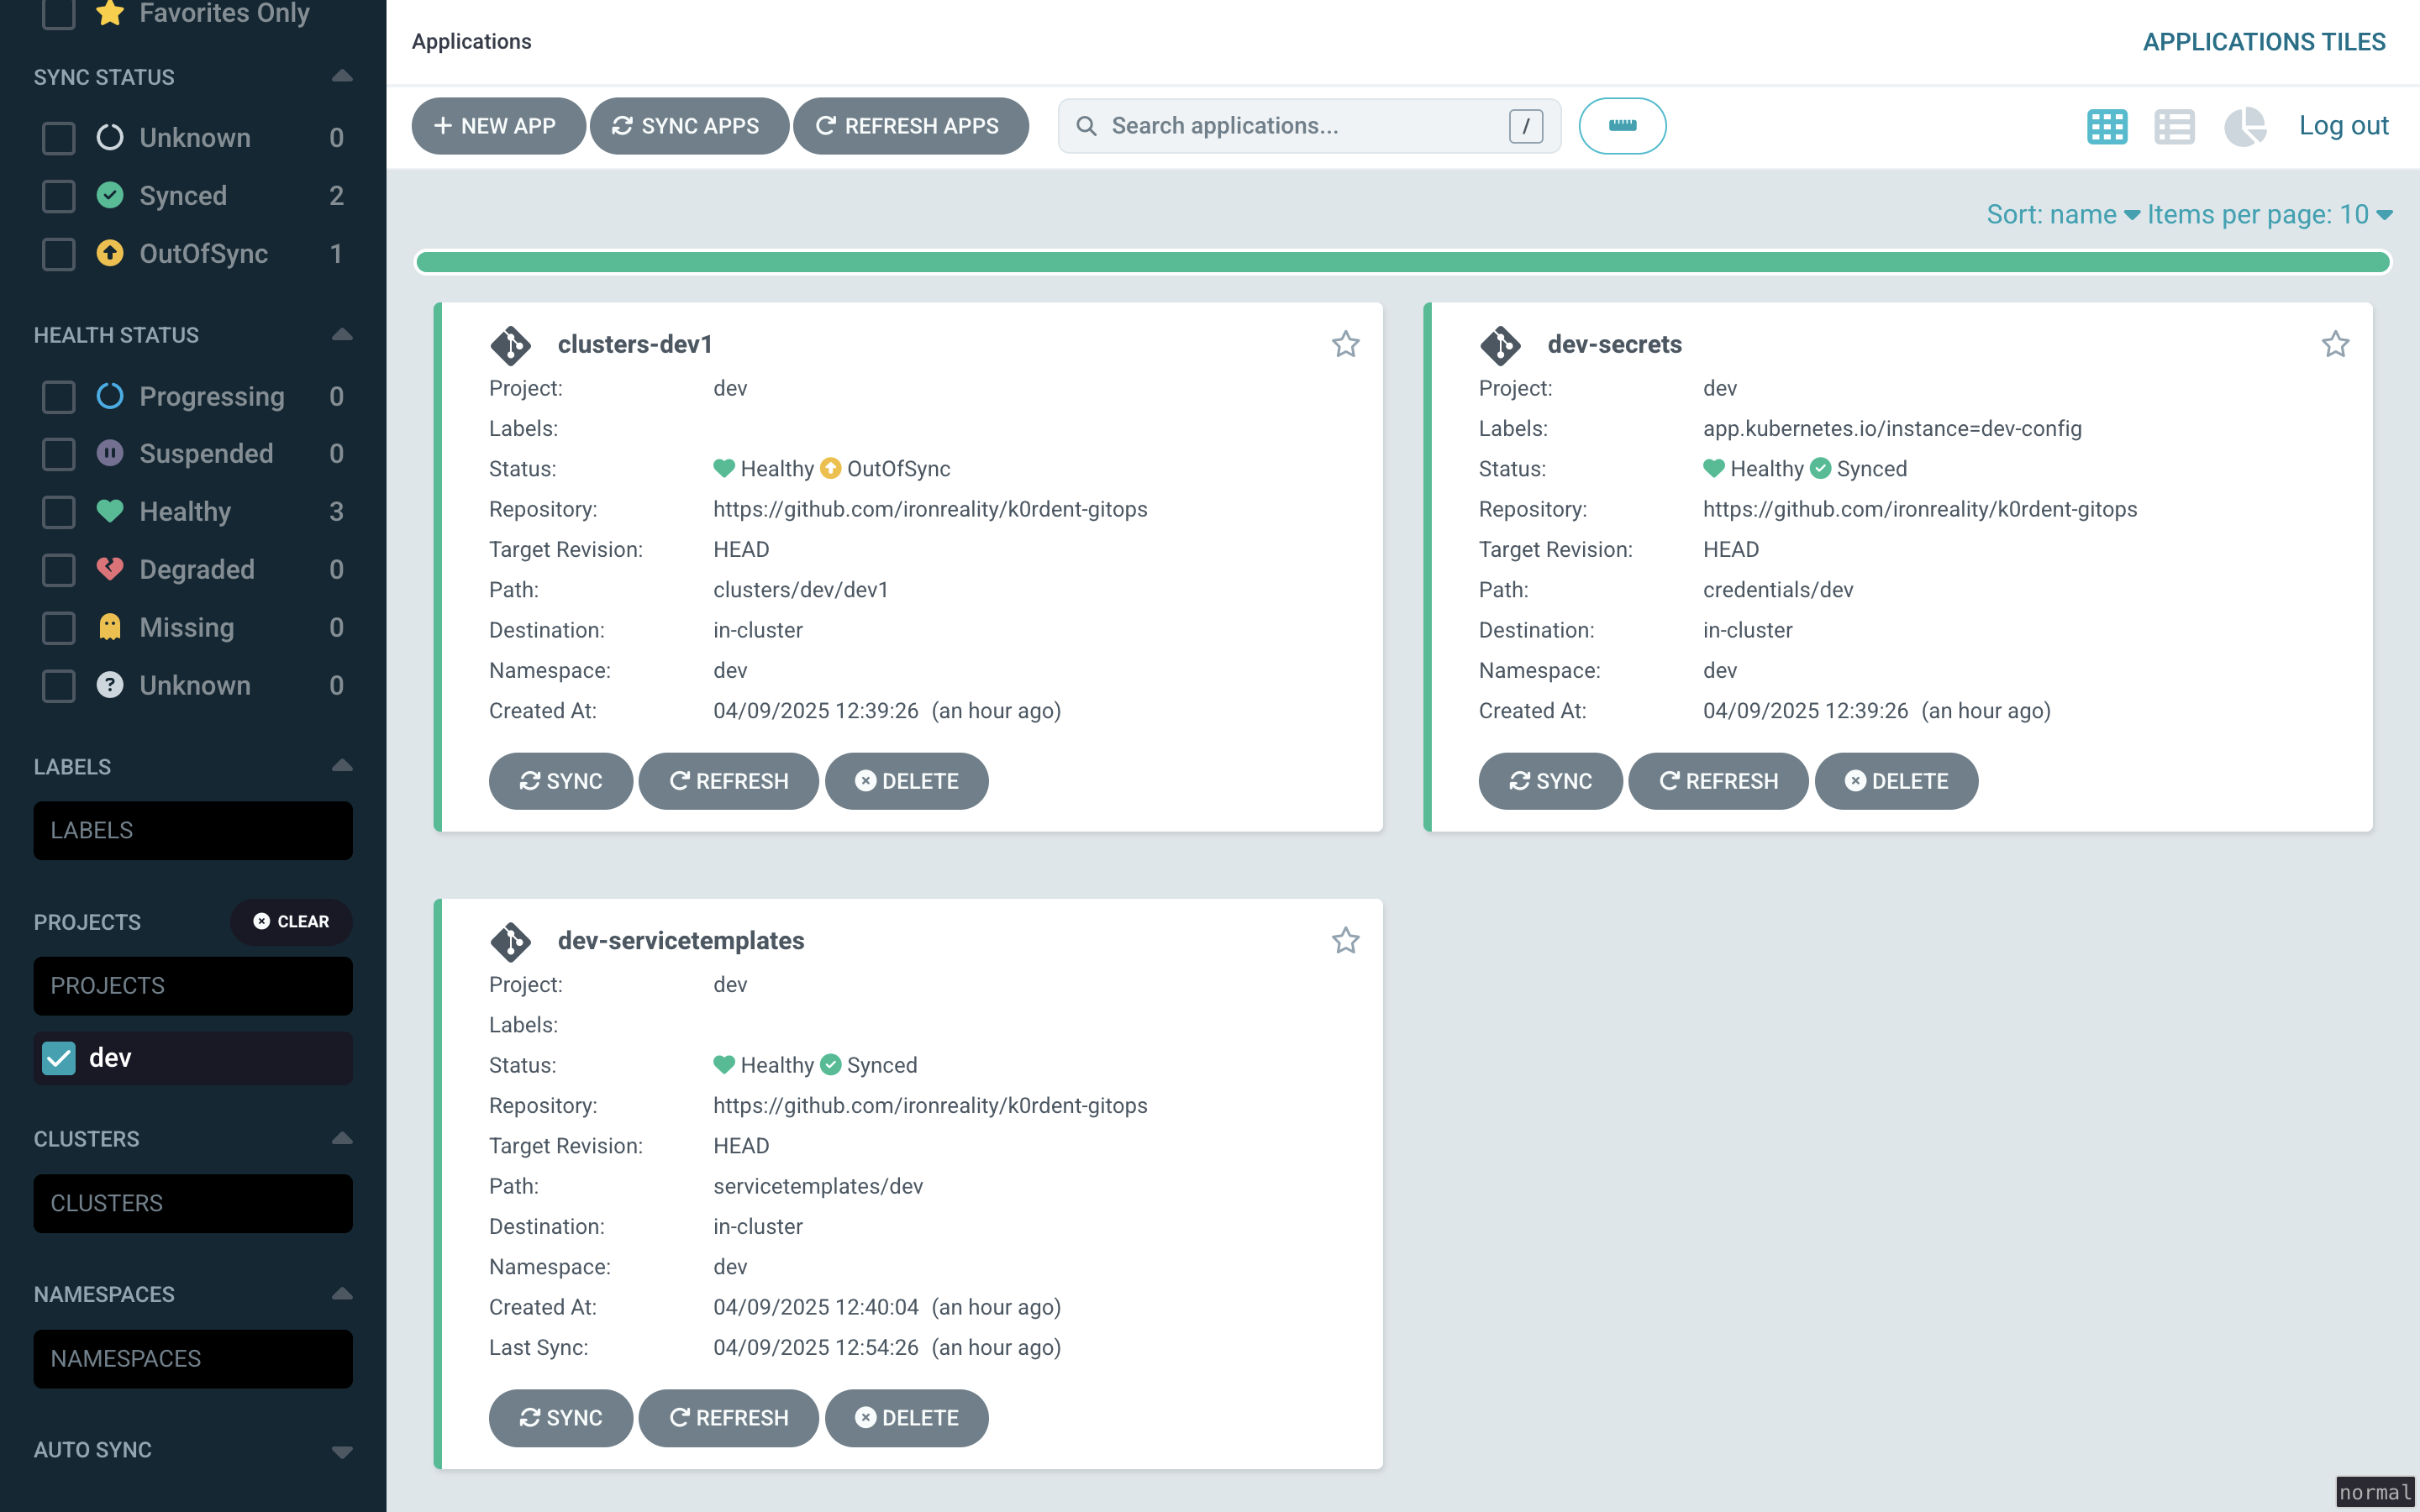 Favorites Only
SYNC STATUS
Unknown 0
Synced 2
OutOfSync 1
HEALTH STATUS
Progressing 0
Suspended 0
Healthy 3
Degraded 0
Missing 0
? Unknown 0
LABELS
LABELS
PROJECTS CLEAR
PROJECTS
dev
CLUSTERS
CLUSTERS
NAMESPACES
NAMESPACES
AUTO SYNC
Applications APPLICATIONS TILES
+ NEW APP SYNC APPS REFRESH APPS Search applications... / Log out
Sort: name Items per page: 10
clusters-dev1
Project: dev
Labels:
Status: Healthy OutOfSync
Repository: https://github.com/ironreality/k0rdent-gitops
Target Revision: HEAD
Path: clusters/dev/dev1
Destination: in-cluster
Namespace: dev
Created At: 04/09/2025 12:39:26 (an hour ago)
SYNC REFRESH DELETE
dev-secrets
Project: dev
Labels: app.kubernetes.io/instance=dev-config
Status: Healthy Synced
Repository: https://github.com/ironreality/k0rdent-gitops
Target Revision: HEAD
Path: credentials/dev
Destination: in-cluster
Namespace: dev
Created At: 04/09/2025 12:39:26 (an hour ago)
SYNC REFRESH DELETE
dev-servicetemplates
Project: dev
Labels:
Status: Healthy Synced
Repository: https://github.com/ironreality/k0rdent-gitops
Target Revision: HEAD
Path: servicetemplates/dev
Destination: in-cluster
Namespace: dev
Created At: 04/09/2025 12:40:04 (an hour ago)
Last Sync: 04/09/2025 12:54:26 (an hour ago)
SYNC REFRESH DELETE
normal